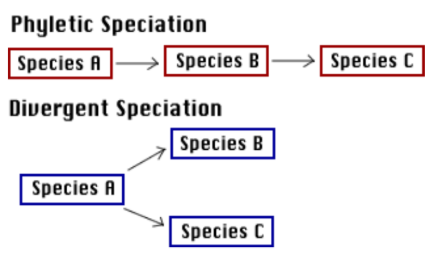 Phyletic Speciation
Species A Species B Species C
Divergent Speciation
Species B
Species A
Species C